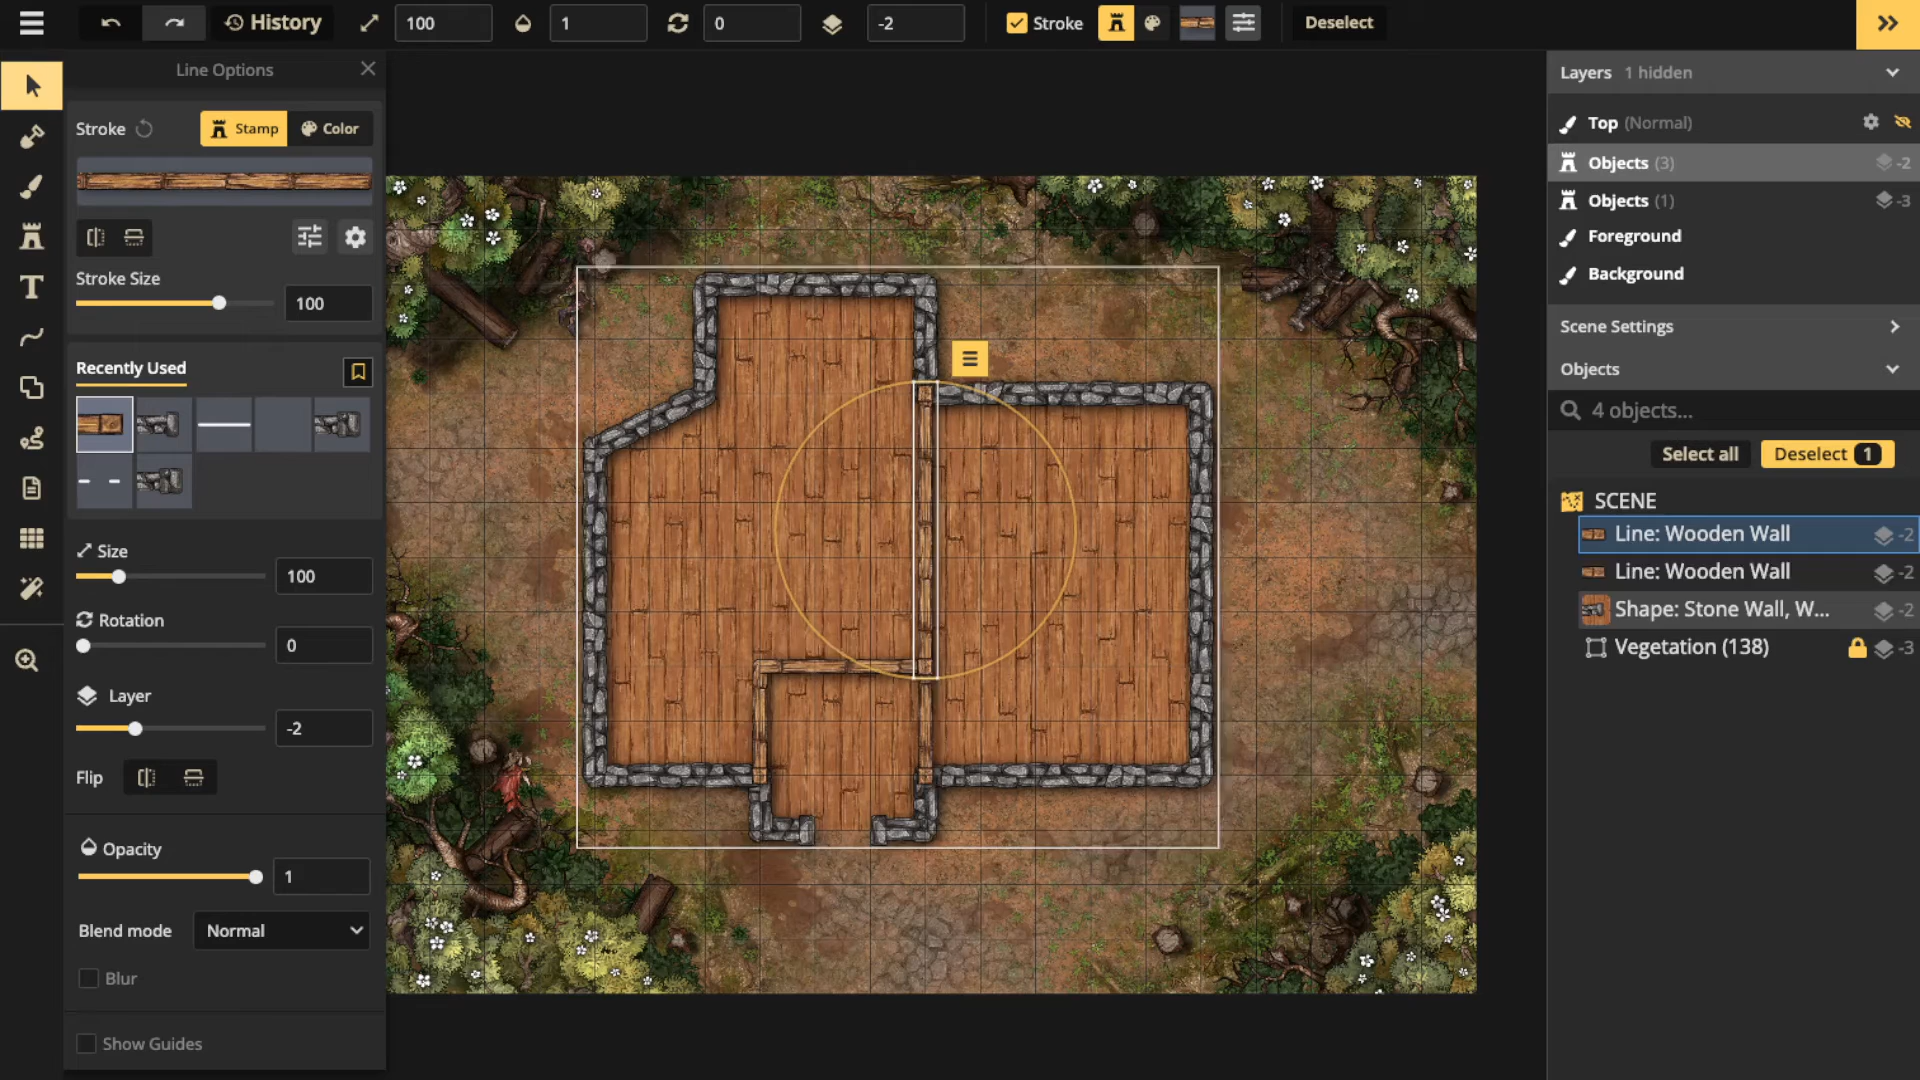 History
100
1
0
-2
Stroke
Deselect
Line Options
Stroke
Stamp
Color
Stroke Size
100
Recently Used
Size
100
Rotation
0
Layer
-2
Flip
Opacity
1
Blend mode
Normal
Blur
Show Guides
Layers 1 hidden
Top (Normal)
Objects (3) -2
Objects (1) -3
Foreground
Background
Scene Settings
Objects
4 objects...
Select all
Deselect 1
SCENE
Line: Wooden Wall -2
Line: Wooden Wall -2
Shape: Stone Wall, W... -2
Vegetation (138) -3